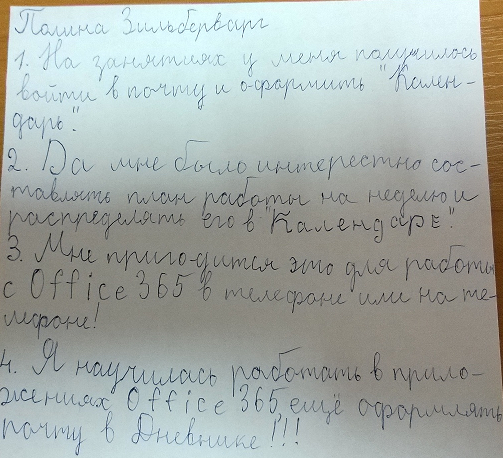 Полина Зильберварг
1. На занятиях у меня получилось
войти в почту и оформить "Кален-
дарь".
2. Да мне было интерестно сос-
тавлять план работы на неделю и
распределять его в "Календаре".
3. Мне приго-дится это для работы
с Office 365 в телефоне или на те-
лефоне!
4. Я научилась работать в прило-
жениях Office 365, ещё оформлять
почту в Дневнике!!!